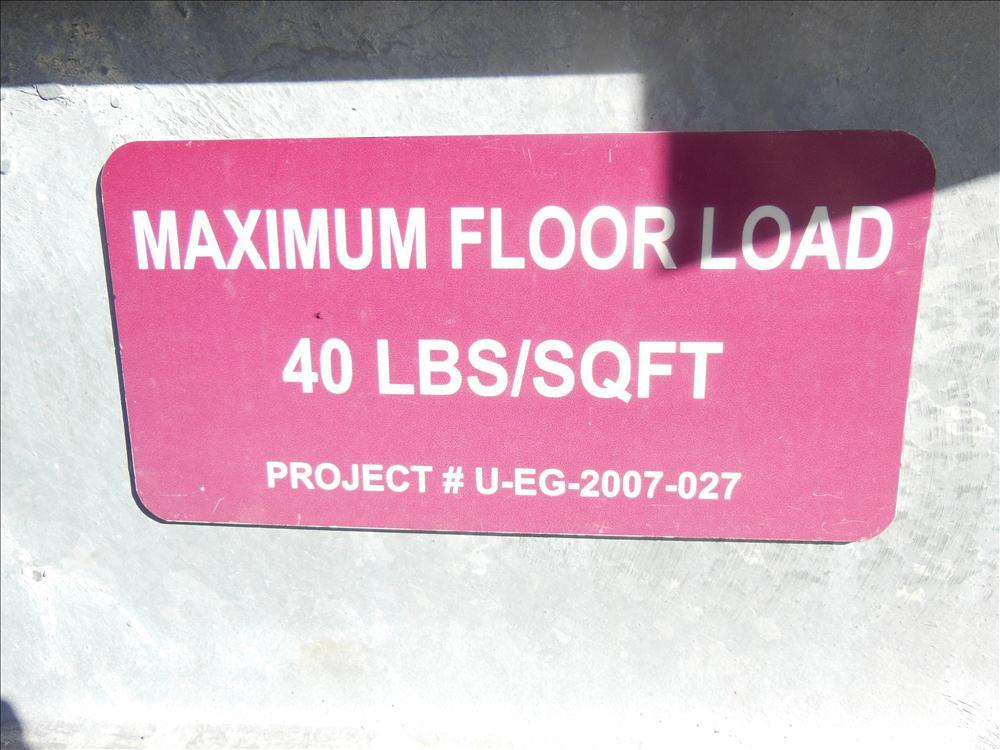 MAXIMUM FLOOR LOAD
40 LBS/SQFT
PROJECT # U-EG-2007-027